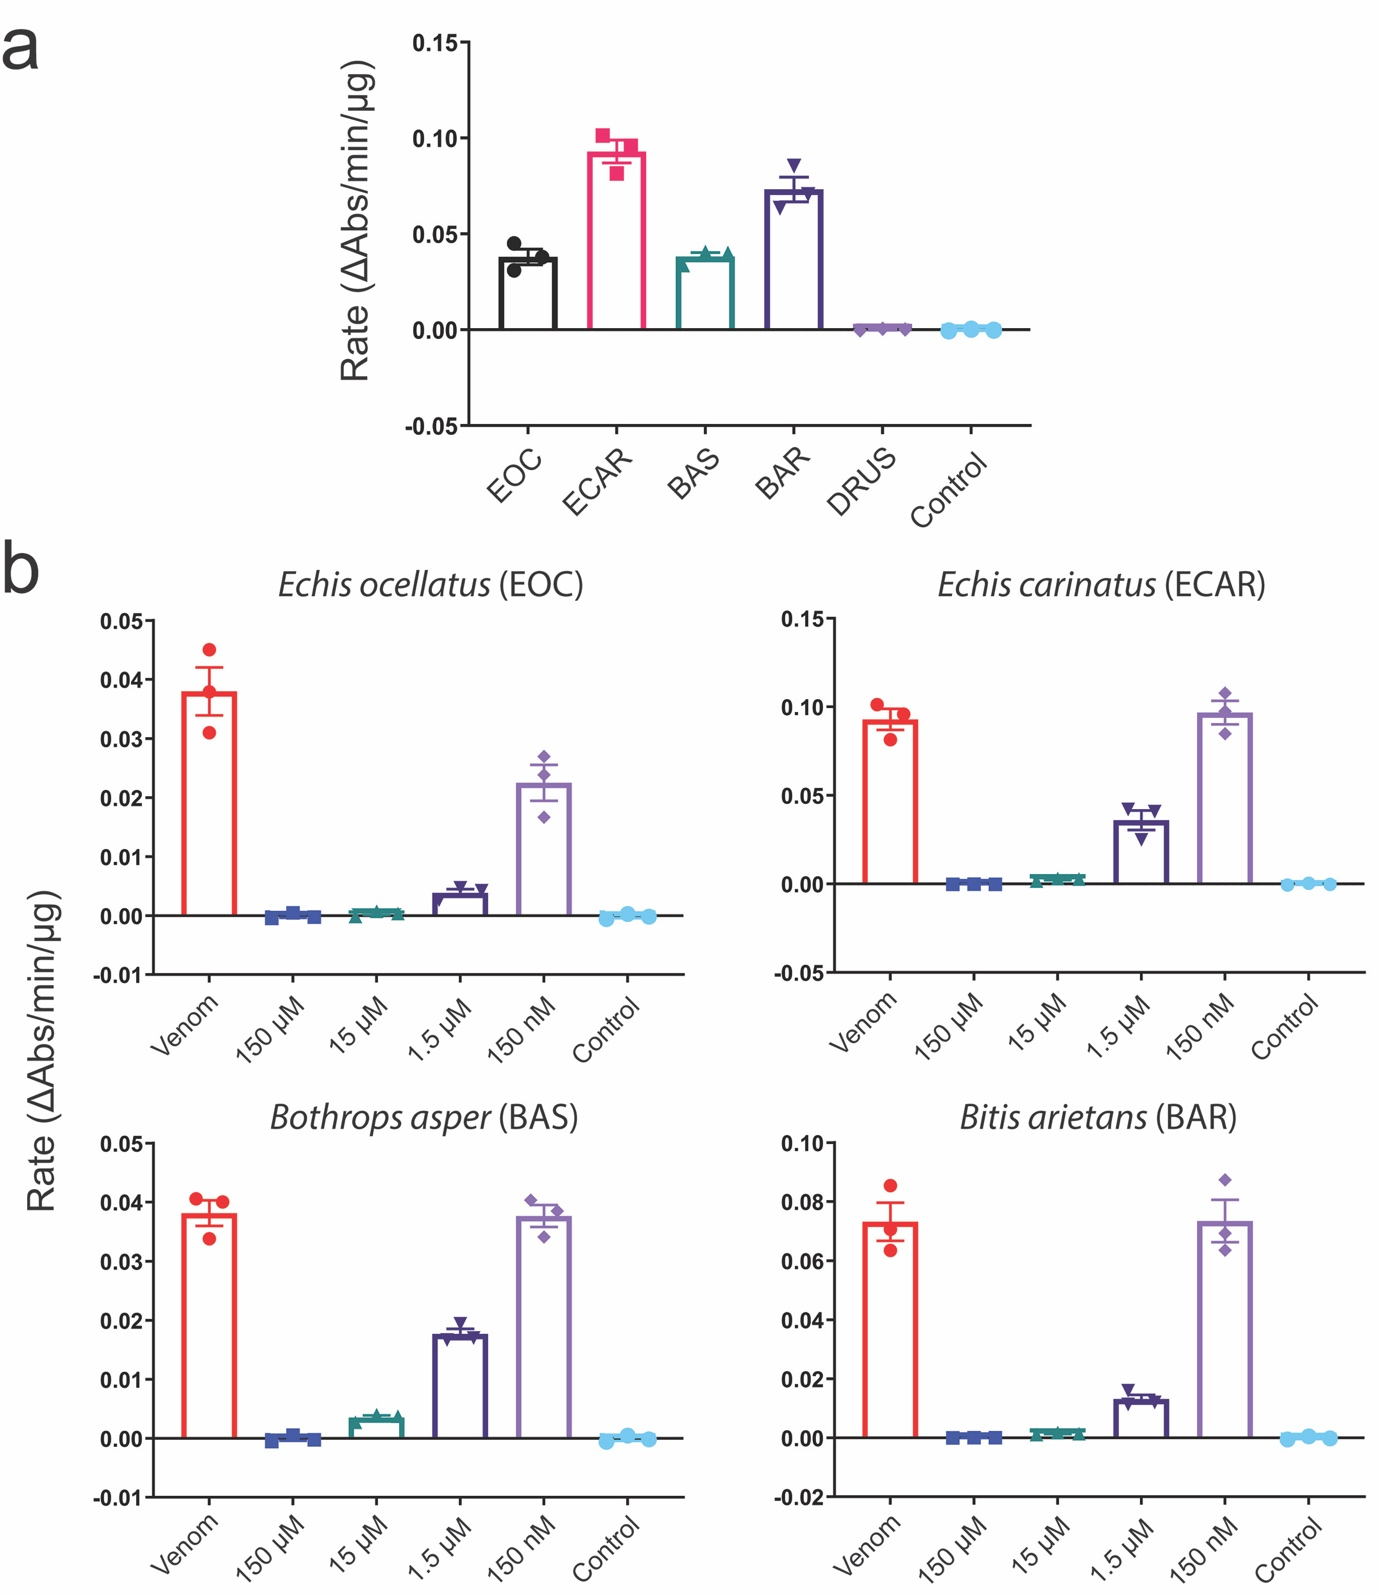 a
Rate (ΔAbs/min/µg)
0.15
0.10
0.05
0.00
-0.05
EOC
ECAR
BAS
BAR
DRUS
Control
b
Rate (ΔAbs/min/µg)
Echis ocellatus (EOC)
0.05
0.04
0.03
0.02
0.01
0.00
-0.01
Venom
150 µM
15 µM
1.5 µM
150 nM
Control
Echis carinatus (ECAR)
0.15
0.10
0.05
0.00
-0.05
Venom
150 µM
15 µM
1.5 µM
150 nM
Control
Bothrops asper (BAS)
0.05
0.04
0.03
0.02
0.01
0.00
-0.01
Venom
150 µM
15 µM
1.5 µM
150 nM
Control
Bitis arietans (BAR)
0.10
0.08
0.06
0.04
0.02
0.00
-0.02
Venom
150 µM
15 µM
1.5 µM
150 nM
Control